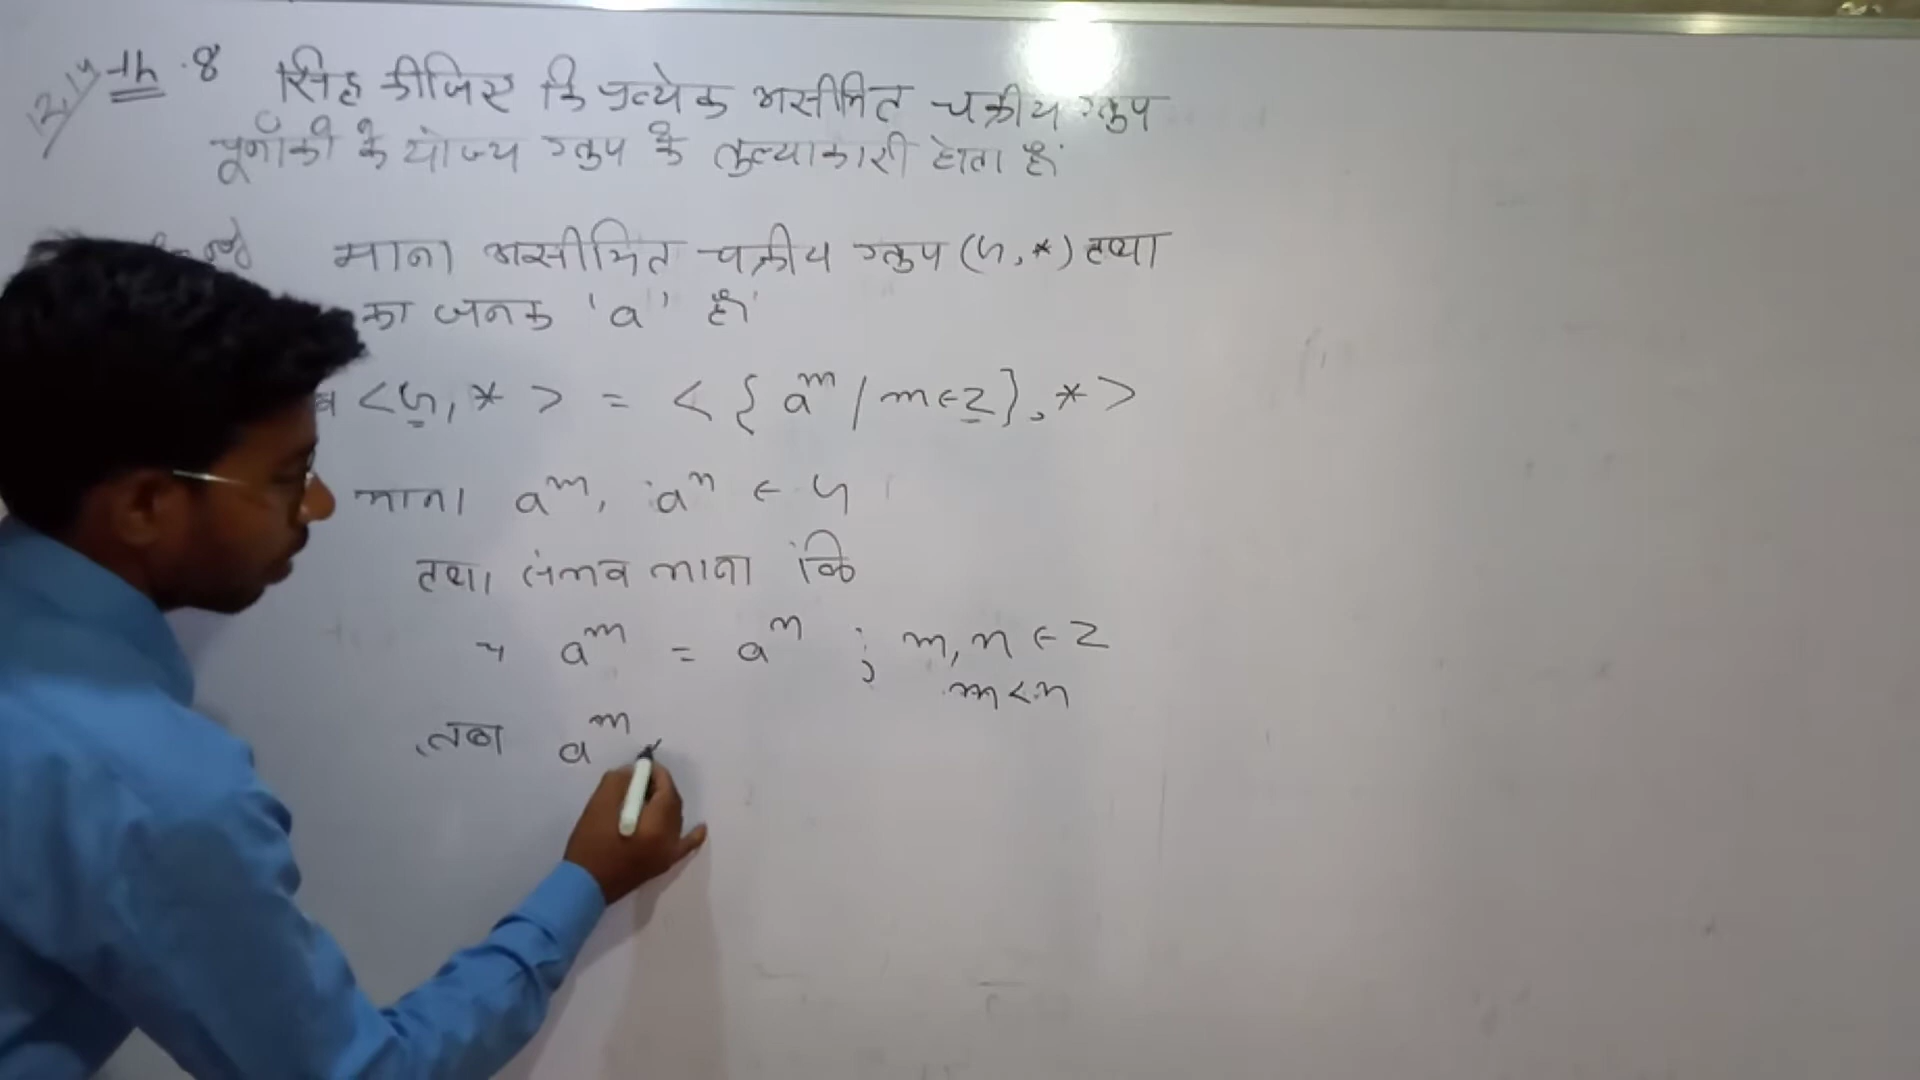 Th. 8 सिद्ध कीजिए कि प्रत्येक असीमित चक्रीय ग्रुप
पूर्णांकों के योज्य ग्रुप के तुल्याकारी होता है।
माना असीमित चक्रीय ग्रुप (G, *) तथा
का जनक 'a' है।
<G, *> = <{a^m / m ∈ Z}, *>
माना a^m, a^n ∈ G
तथा संभव माना कि
a^m = a^n ; m, n ∈ Z
m < n
तब a^m